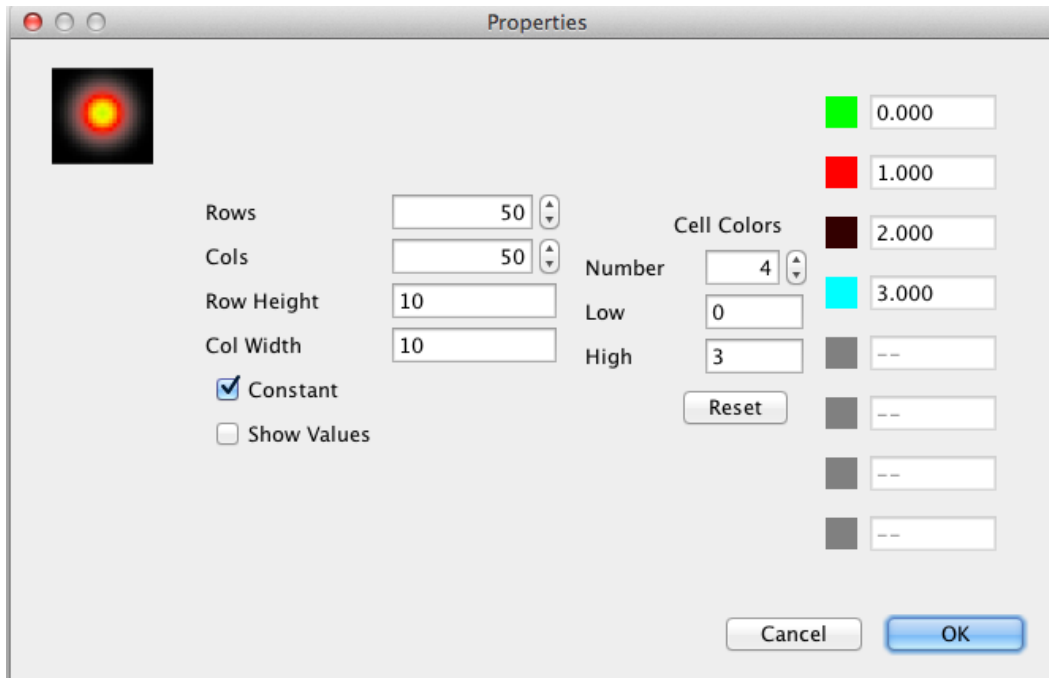 Properties
Rows 50
Cols 50
Row Height 10
Col Width 10
Constant
Show Values
Cell Colors
Number 4
Low 0
High 3
Reset
0.000
1.000
2.000
3.000
--
--
--
--
Cancel OK